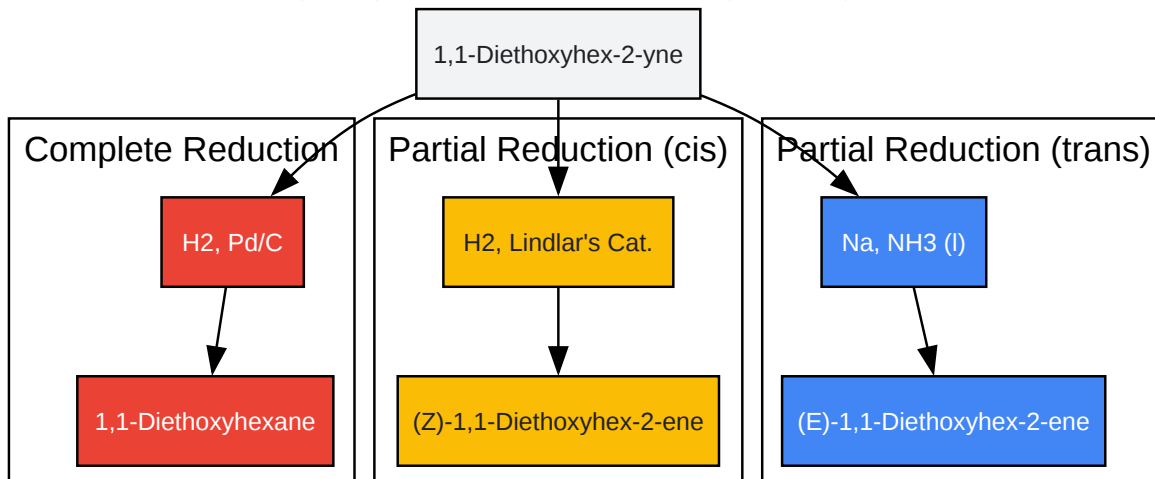 1,1-Diethoxyhex-2-yne
Complete Reduction
Partial Reduction (cis)
Partial Reduction (trans)
H2, Pd/C
H2, Lindlar's Cat.
Na, NH3 (l)
1,1-Diethoxyhexane
(Z)-1,1-Diethoxyhex-2-ene
(E)-1,1-Diethoxyhex-2-ene